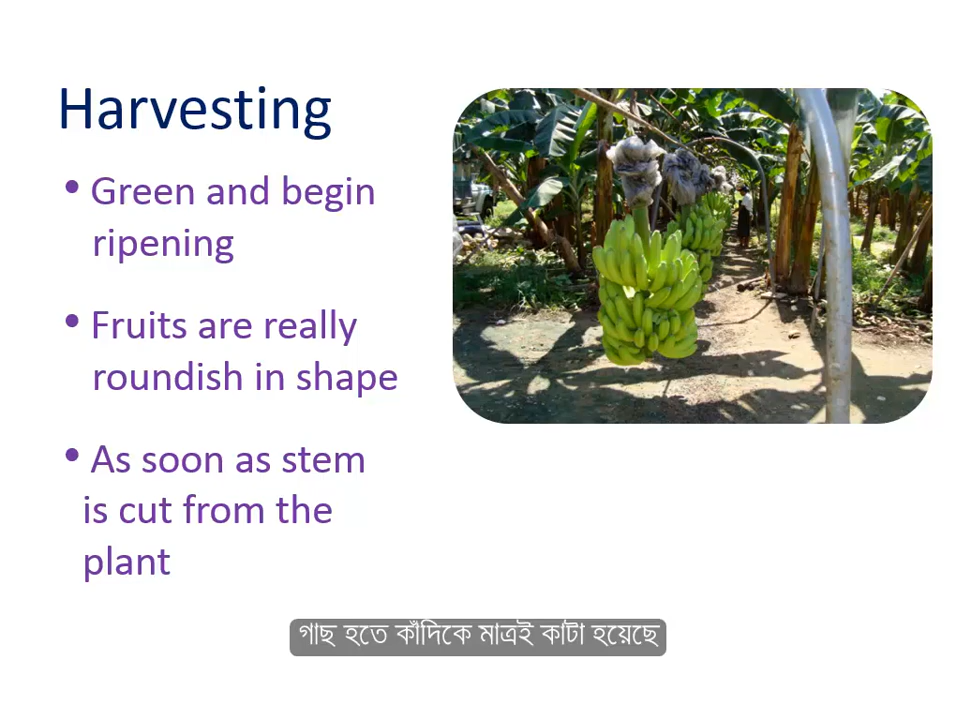 Harvesting
• Green and begin
ripening
• Fruits are really
roundish in shape
• As soon as stem
is cut from the
plant
গাছ হতে কাঁদিকে মাত্রই কাটা হয়েছে